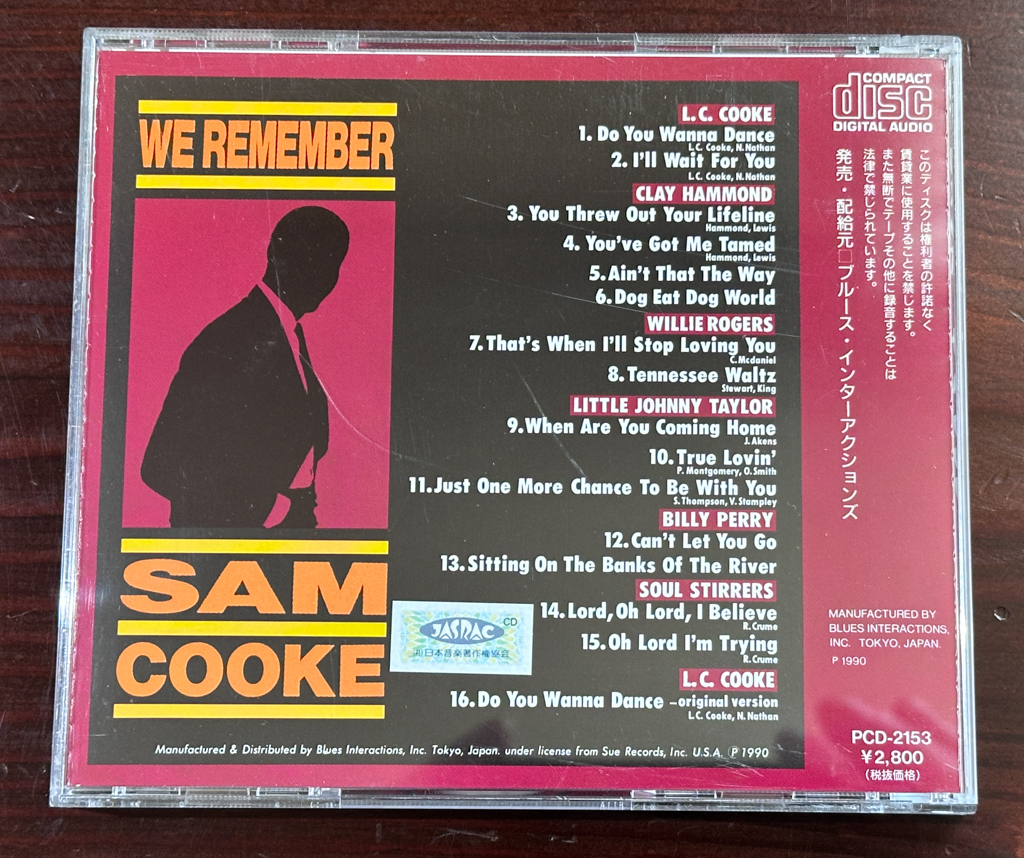 WE REMEMBER
SAM
COOKE
L.C. COOKE
1. Do You Wanna Dance
L.C. Cooke, N. Nathan
2. I'll Wait For You
L.C. Cooke, N. Nathan
CLAY HAMMOND
3. You Threw Out Your Lifeline
Hammond, Lewis
4. You've Got Me Tamed
Hammond, Lewis
5. Ain't That The Way
6. Dog Eat Dog World
WILLIE ROGERS
7. That's When I'll Stop Loving You
C. Mcdaniel
8. Tennessee Waltz
Stewart, King
LITTLE JOHNNY TAYLOR
9. When Are You Coming Home
J. Akens
10. True Lovin'
P. Montgomery, O. Smith
11. Just One More Chance To Be With You
S. Thompson, V. Stampley
BILLY PERRY
12. Can't Let You Go
13. Sitting On The Banks Of The River
SOUL STIRRERS
14. Lord, Oh Lord, I Believe
R. Crume
15. Oh Lord I'm Trying
R. Crume
L.C. COOKE
16. Do You Wanna Dance –original version
L.C. Cooke, N. Nathan
JASRAC
CD
㈳日本音楽著作権協会
Manufactured & Distributed by Blues Interactions, Inc. Tokyo, Japan. under license from Sue Records, Inc. U.S.A. Ⓟ 1990
COMPACT
disc
DIGITAL AUDIO
このディスクは権利者の許諾なく
賃貸業に使用することを禁じます。
また無断でテープその他に録音することは
法律で禁じられています。
発売・配給元□ブルース・インターアクションズ
MANUFACTURED BY
BLUES INTERACTIONS,
INC. TOKYO, JAPAN.
P 1990
PCD-2153
¥2,800
(税抜価格)